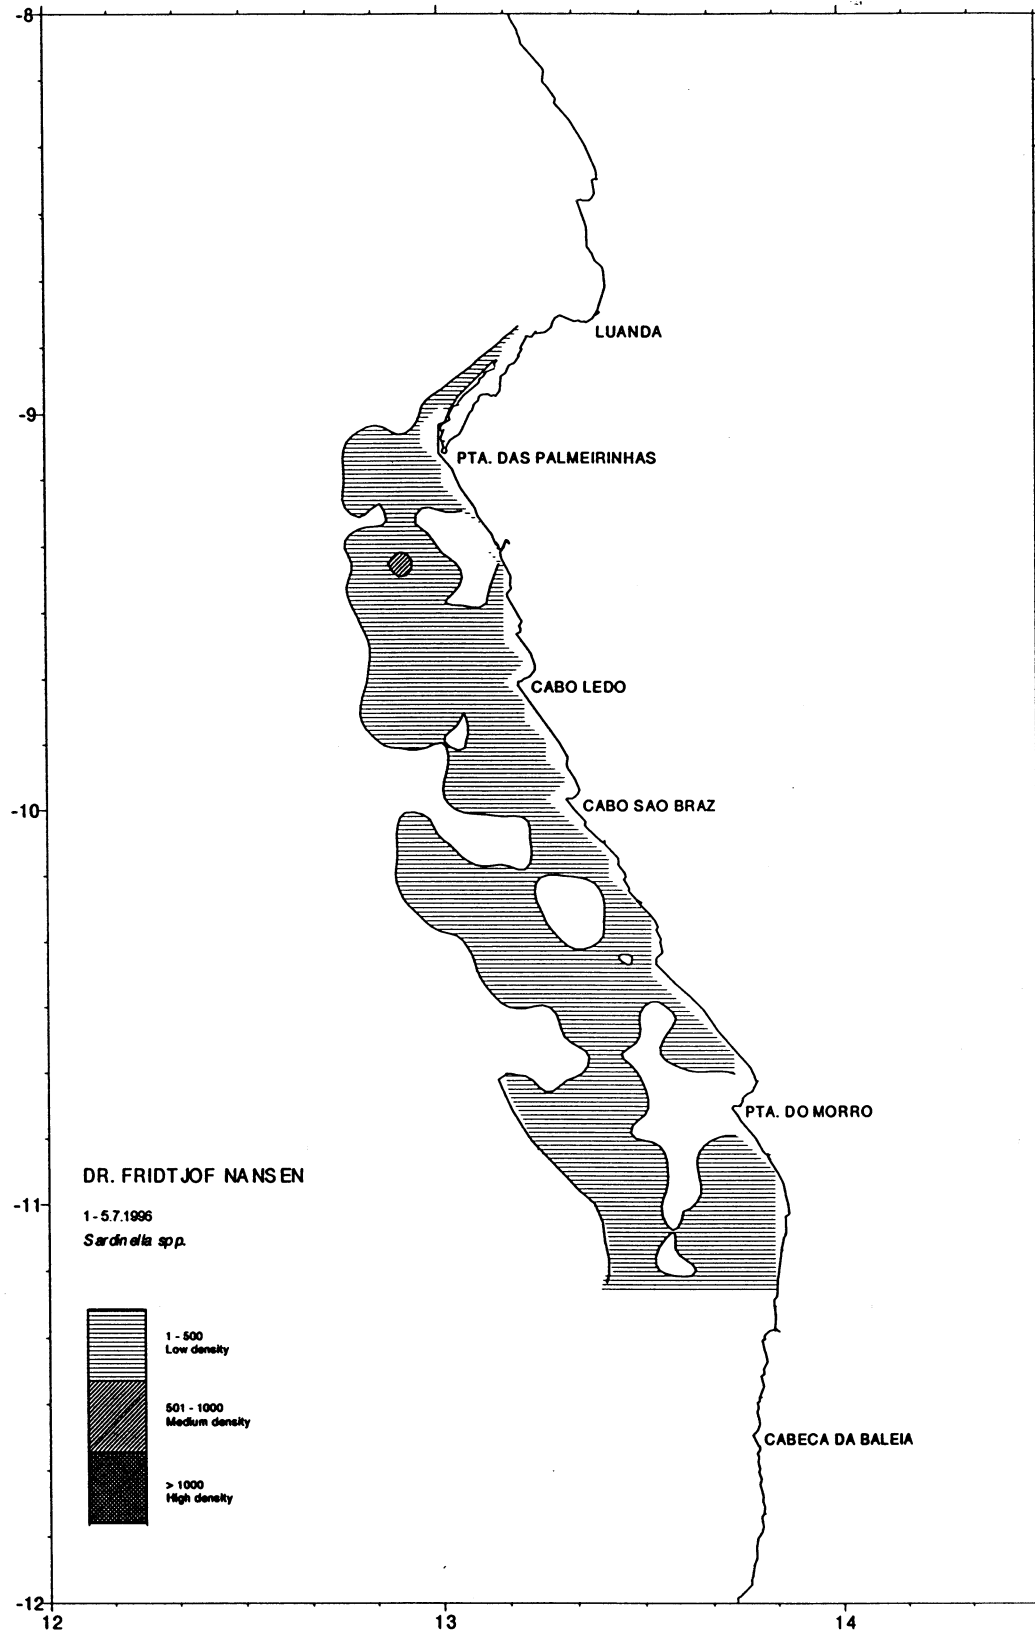 -8
LUANDA
-9
PTA. DAS PALMEIRINHAS
CABO LEDO
CABO SAO BRAZ
-10
PTA. DO MORRO
DR. FRIDTJOF NANSEN
-11
1 - 5.7.1996
Sardinella spp.
1 - 500
Low density
501 - 1000
Medium density
CABECA DA BALEIA
> 1000
High density
-12
12 13 14